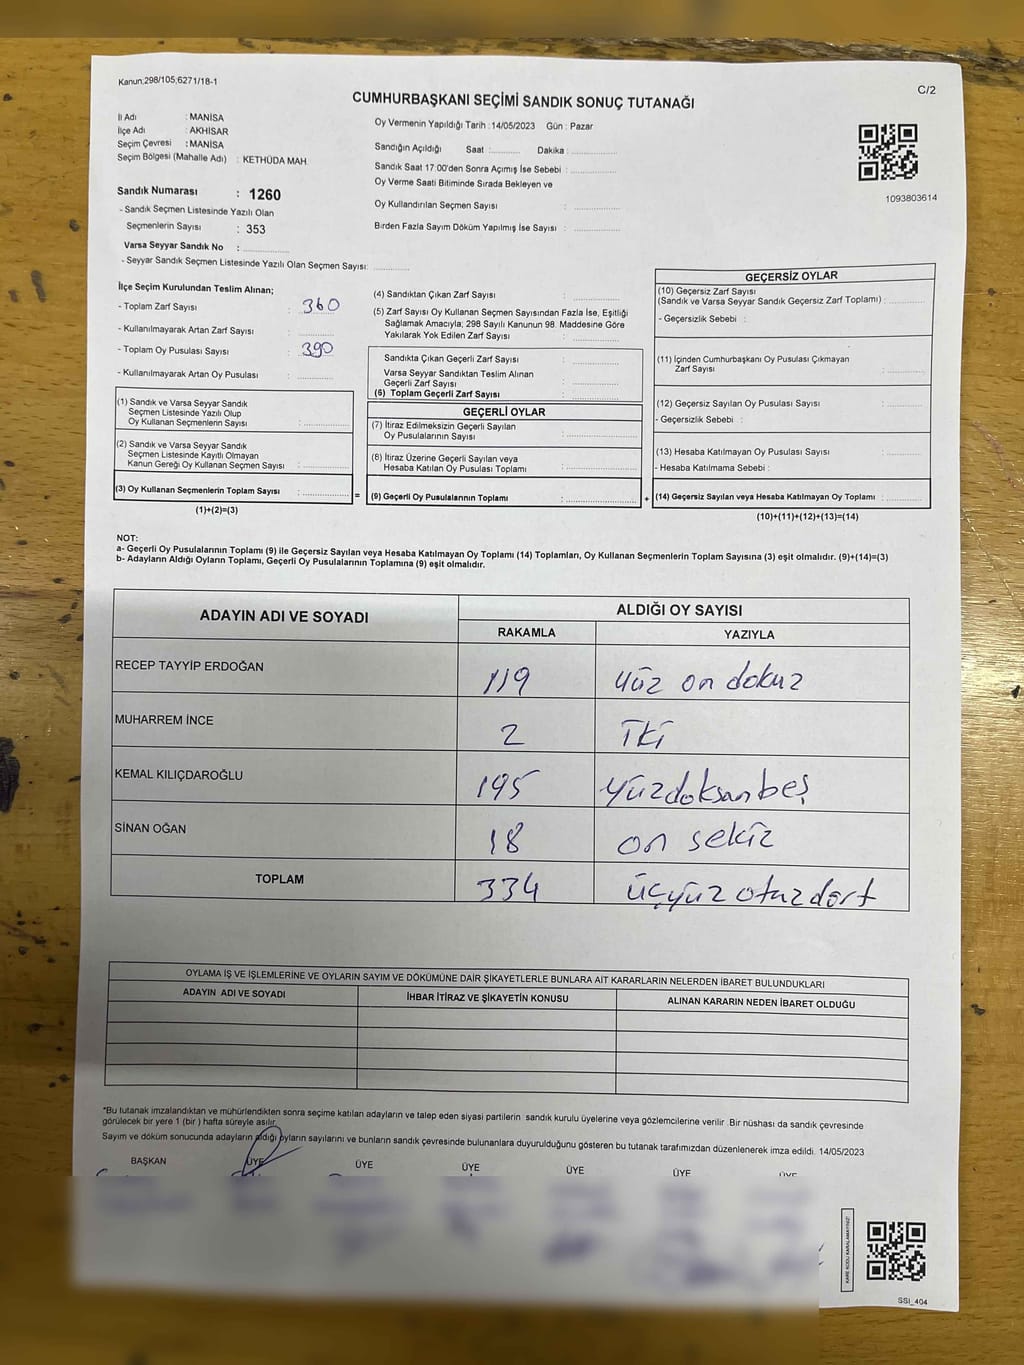 Kanun,298/105,6271/18-1
C/2
CUMHURBAŞKANI SEÇİMİ SANDIK SONUÇ TUTANAĞI
İl Adı : MANİSA
İlçe Adı : AKHİSAR
Seçim Çevresi : MANİSA
Seçim Bölgesi (Mahalle Adı) : KETHÜDA MAH.
Sandık Numarası : 1260
- Sandık Seçmen Listesinde Yazılı Olan
Seçmenlerin Sayısı : 353
Varsa Seyyar Sandık No : ..............
- Seyyar Sandık Seçmen Listesinde Yazılı Olan Seçmen Sayısı: ............
Oy Vermenin Yapıldığı Tarih : 14/05/2023 Gün : Pazar
Sandığın Açıldığı Saat :.......... Dakika :...............
Sandık Saat 17:00'den Sonra Açımış İse Sebebi : ...............
Oy Verme Saati Bitiminde Sırada Bekleyen ve
Oy Kullandırılan Seçmen Sayısı : ...............
Birden Fazla Sayım Döküm Yapılmış İse Sayısı : ...............
1093803614
İlçe Seçim Kurulundan Teslim Alınan;
- Toplam Zarf Sayısı : 360
- Kullanılmayarak Artan Zarf Sayısı : ............
- Toplam Oy Pusulası Sayısı : 390
- Kullanılmayarak Artan Oy Pusulası : ............
(1) Sandık ve Varsa Seyyar Sandık
Seçmen Listesinde Yazılı Olup
Oy Kullanan Seçmenlerin Sayısı : ...............
(2) Sandık ve Varsa Seyyar Sandık
Seçmen Listesinde Kayıtlı Olmayan
Kanun Gereği Oy Kullanan Seçmen Sayısı : ...............
(3) Oy Kullanan Seçmenlerin Toplam Sayısı : ............... =
(1)+(2)=(3)
(4) Sandıktan Çıkan Zarf Sayısı : ...............
(5) Zarf Sayısı Oy Kullanan Seçmen Sayısından Fazla İse, Eşitliği
Sağlamak Amacıyla; 298 Sayılı Kanunun 98. Maddesine Göre
Yakılarak Yok Edilen Zarf Sayısı : ...............
Sandıkta Çıkan Geçerli Zarf Sayısı : ...............
Varsa Seyyar Sandıktan Teslim Alınan
Geçerli Zarf Sayısı : ...............
(6) Toplam Geçerli Zarf Sayısı : ...............
GEÇERLİ OYLAR
(7) İtiraz Edilmeksizin Geçerli Sayılan
Oy Pusulalarının Sayısı : ...............
(8) İtiraz Üzerine Geçerli Sayılan veya
Hesaba Katılan Oy Pusulası Toplamı : ...............
(9) Geçerli Oy Pusulalarının Toplamı : ............... +
GEÇERSİZ OYLAR
(10) Geçersiz Zarf Sayısı
(Sandık ve Varsa Seyyar Sandık Geçersiz Zarf Toplamı) : ............
- Geçersizlik Sebebi :
(11) İçinden Cumhurbaşkanı Oy Pusulası Çıkmayan
Zarf Sayısı : ............
(12) Geçersiz Sayılan Oy Pusulası Sayısı : ............
- Geçersizlik Sebebi :
(13) Hesaba Katılmayan Oy Pusulası Sayısı : ............
- Hesaba Katılmama Sebebi :
(14) Geçersiz Sayılan veya Hesaba Katılmayan Oy Toplamı : ............
(10)+(11)+(12)+(13)=(14)
NOT:
a- Geçerli Oy Pusulalarının Toplamı (9) ile Geçersiz Sayılan veya Hesaba Katılmayan Oy Toplamı (14) Toplamları, Oy Kullanan Seçmenlerin Toplam Sayısına (3) eşit olmalıdır. (9)+(14)=(3)
b- Adayların Aldığı Oyların Toplamı, Geçerli Oy Pusulalarının Toplamına (9) eşit olmalıdır.
ADAYIN ADI VE SOYADI ALDIĞI OY SAYISI
RAKAMLA YAZIYLA
RECEP TAYYİP ERDOĞAN 119 yüz on dokuz
MUHARREM İNCE 2 İKİ
KEMAL KILIÇDAROĞLU 195 yüzdoksanbeş
SİNAN OĞAN 18 on sekiz
TOPLAM 334 üçyüz otuzdört
OYLAMA İŞ VE İŞLEMLERİNE VE OYLARIN SAYIM VE DÖKÜMÜNE DAİR ŞİKAYETLERLE BUNLARA AİT KARARLARIN NELERDEN İBARET BULUNDUKLARI
ADAYIN ADI VE SOYADI İHBAR İTİRAZ VE ŞİKAYETİN KONUSU ALINAN KARARIN NEDEN İBARET OLDUĞU
*Bu tutanak imzalandıktan ve mühürlendikten sonra seçime katılan adayların ve talep eden siyasi partilerin sandık kurulu üyelerine veya gözlemcilerine verilir .Bir nüshası da sandık çevresinde
görülecek bir yere 1 (bir ) hafta süreyle asılır.
Sayım ve döküm sonucunda adayların aldığı oyların sayılarını ve bunların sandık çevresinde bulunanlara duyurulduğunu gösteren bu tutanak tarafımızdan düzenlenerek imza edildi. 14/05/2023
BAŞKAN ÜYE ÜYE ÜYE ÜYE ÜYE ÜYE
KARE KODU KARALAMAYINIZ!
SSI_404